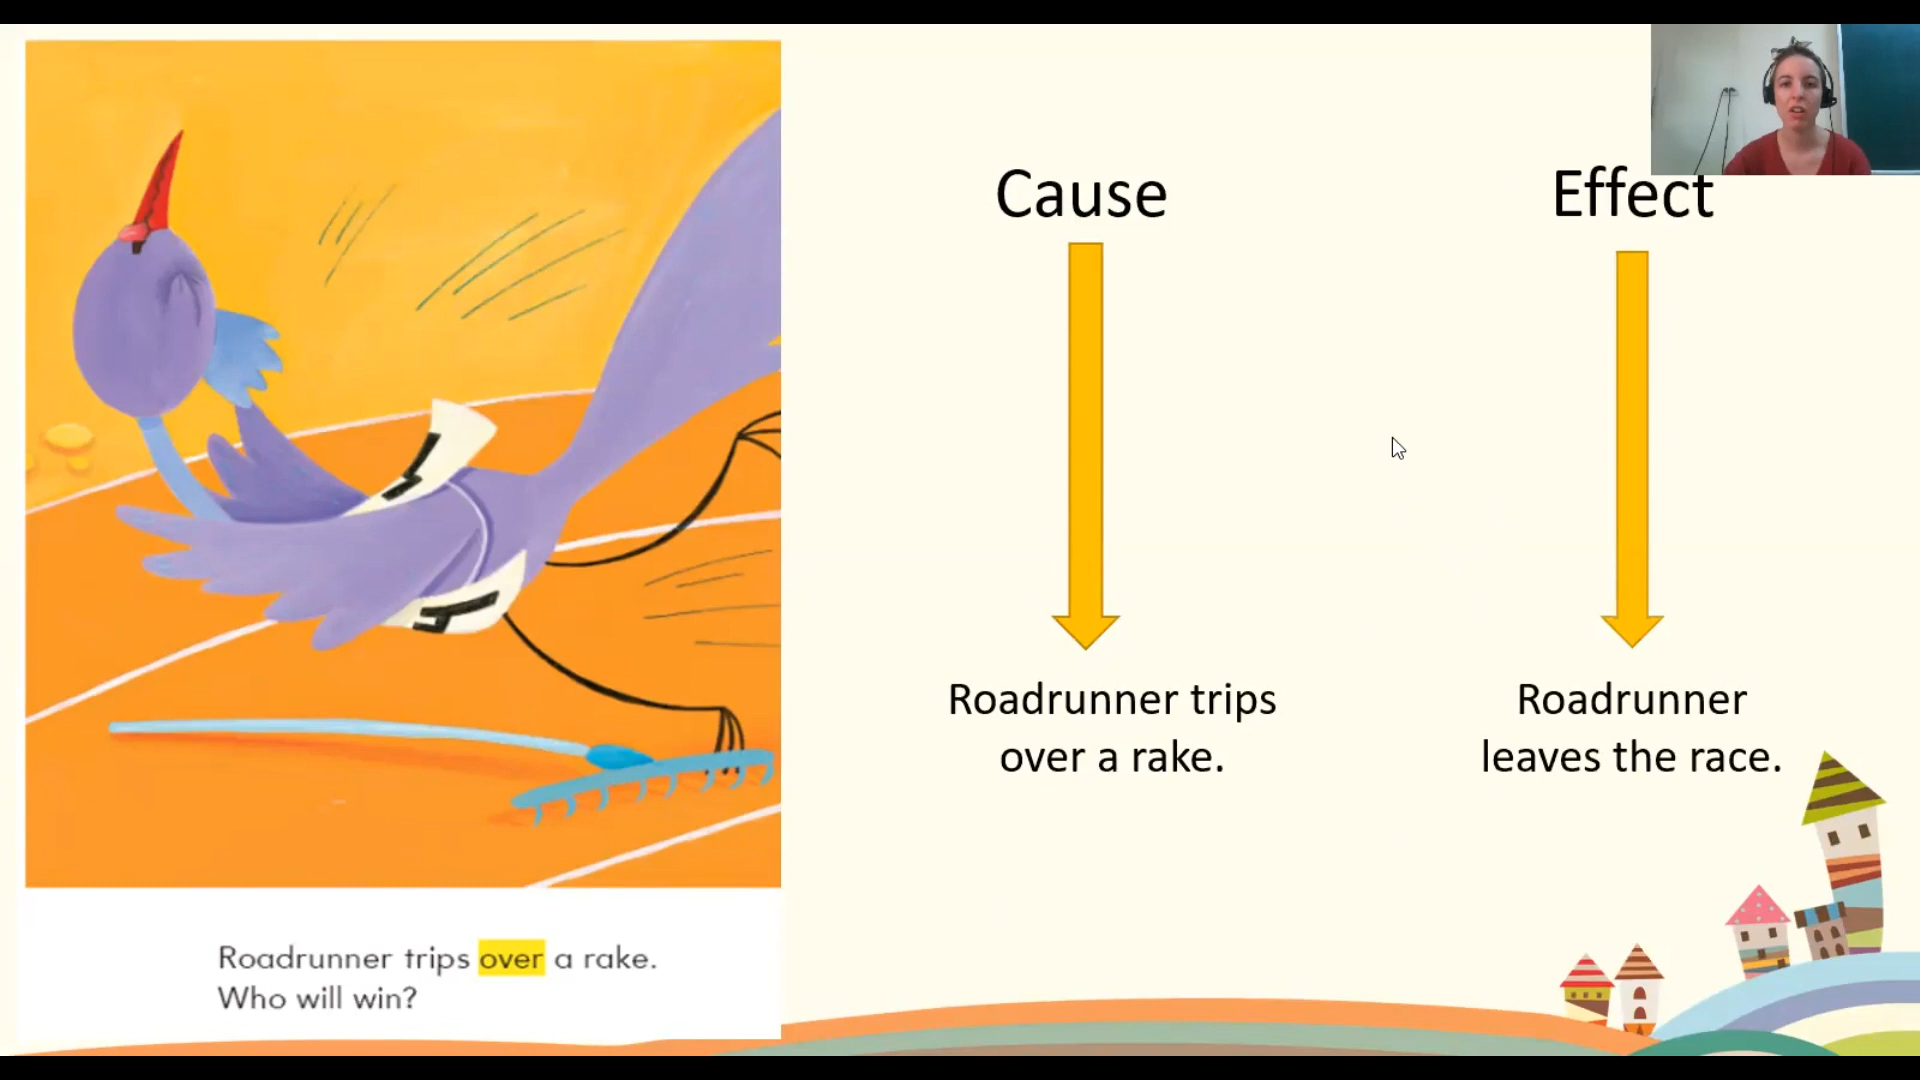 Cause
Effect
Roadrunner trips
over a rake.
Roadrunner
leaves the race.
Roadrunner trips over a rake.
Who will win?